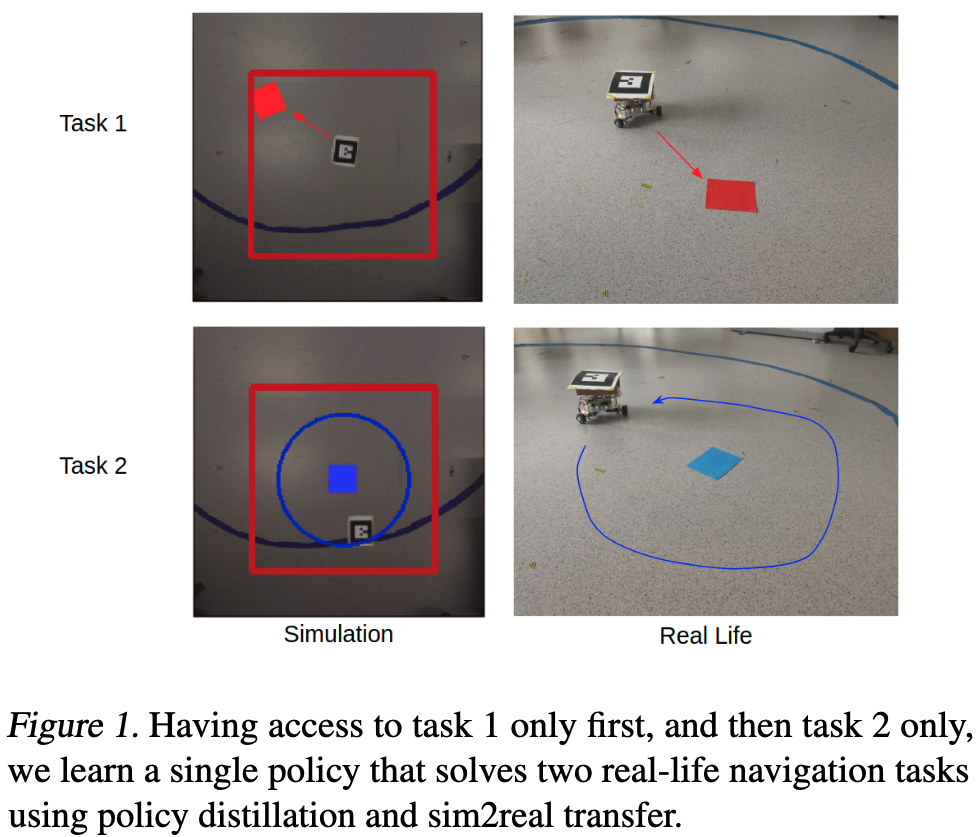 Task 1
Task 2
Simulation
Real Life
Figure 1. Having access to task 1 only first, and then task 2 only,
we learn a single policy that solves two real-life navigation tasks
using policy distillation and sim2real transfer.